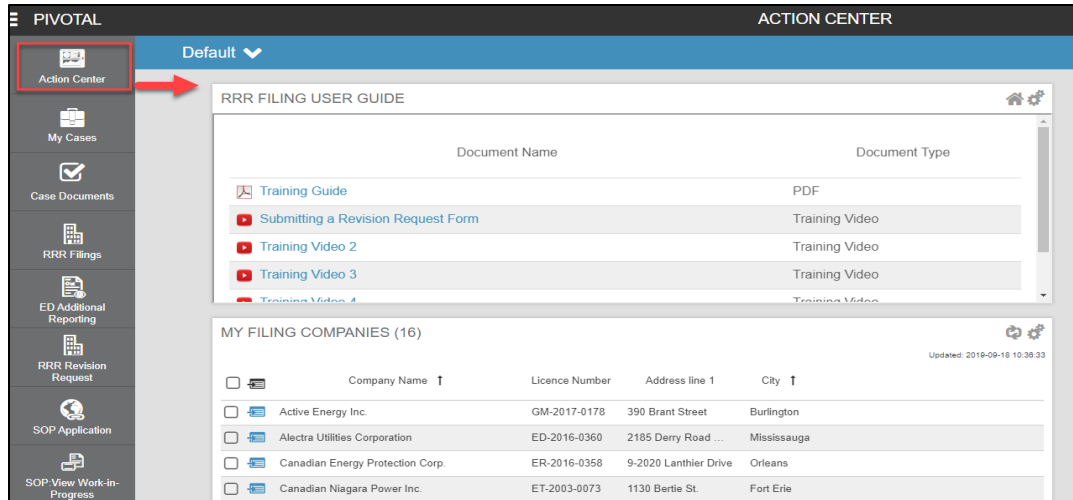 PIVOTAL
ACTION CENTER
Action Center
Default
RRR FILING USER GUIDE
My Cases
Document Name Document Type
Case Documents
Training Guide PDF
Submitting a Revision Request Form Training Video
RRR Filings
Training Video 2 Training Video
Training Video 3 Training Video
ED Additional
Reporting
Training Video 4 Training Video
MY FILING COMPANIES (16)
Updated: 2019-09-18 10:36:33
RRR Revision
Request
Company Name Licence Number Address line 1 City
Active Energy Inc. GM-2017-0178 390 Brant Street Burlington
SOP Application
Alectra Utilities Corporation ED-2016-0360 2185 Derry Road ... Mississauga
Canadian Energy Protection Corp. ER-2016-0358 9-2020 Lanthier Drive Orleans
SOP:View Work-in-
Progress
Canadian Niagara Power Inc. ET-2003-0073 1130 Bertie St. Fort Erie